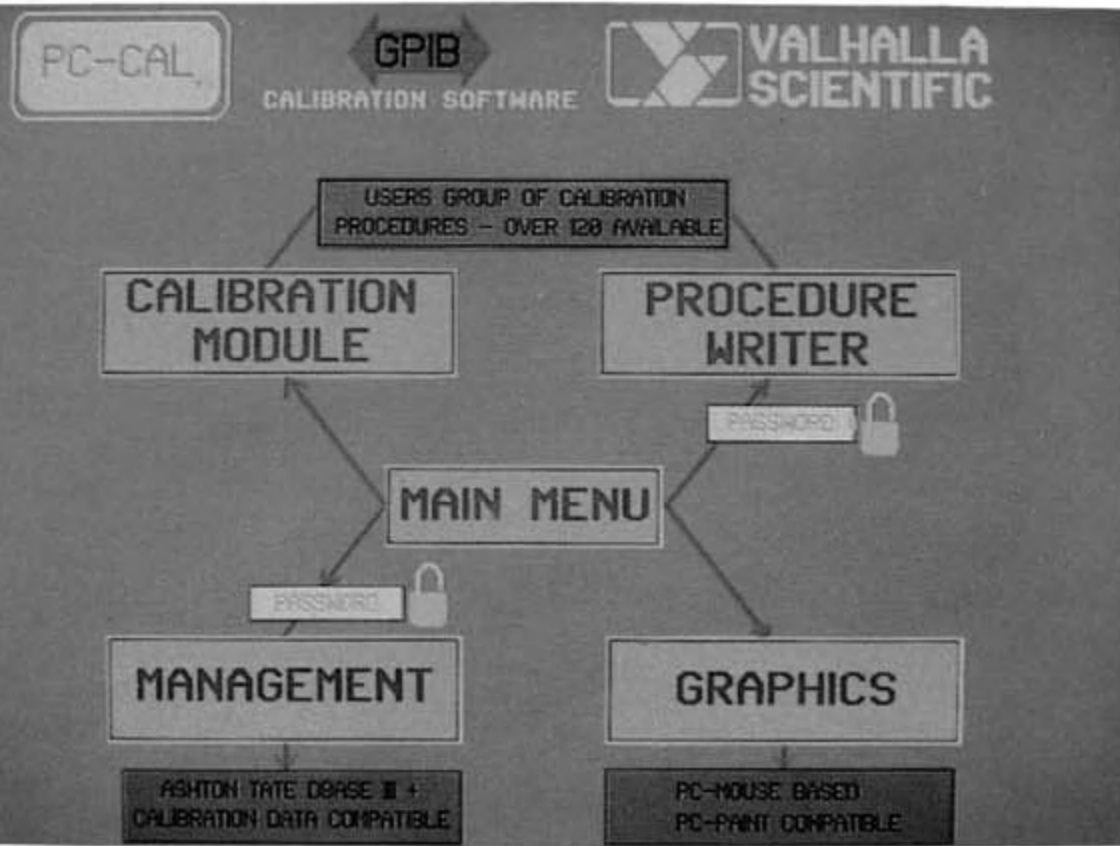 PC-CAL
GPIB
CALIBRATION SOFTWARE
VALHALLA
SCIENTIFIC
USERS GROUP OF CALIBRATION
PROCEDURES - OVER 120 AVAILABLE
CALIBRATION
MODULE
PROCEDURE
WRITER
PASSWORD
MAIN MENU
PASSWORD
MANAGEMENT
GRAPHICS
ASHTON TATE DBASE III +
CALIBRATION DATA COMPATIBLE
PC-MOUSE BASED
PC-PAINT COMPATIBLE